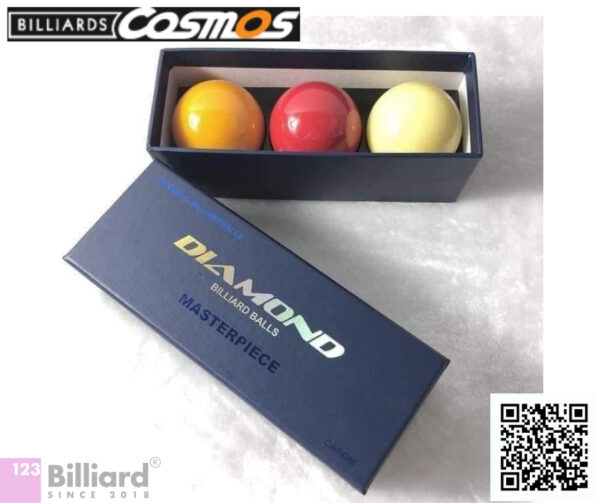 BILLIARDS COSMOS
DIAMOND
BILLIARD BALLS
MASTERPIECE
CAROM
123 Billiard®
SINCE 2018